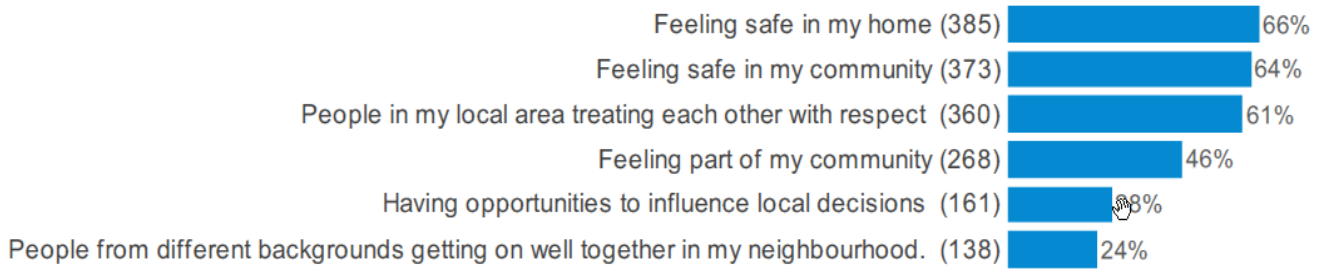 Feeling safe in my home (385) 66%
Feeling safe in my community (373) 64%
People in my local area treating each other with respect (360) 61%
Feeling part of my community (268) 46%
Having opportunities to influence local decisions (161)
People from different backgrounds getting on well together in my neighbourhood. (138) 24%